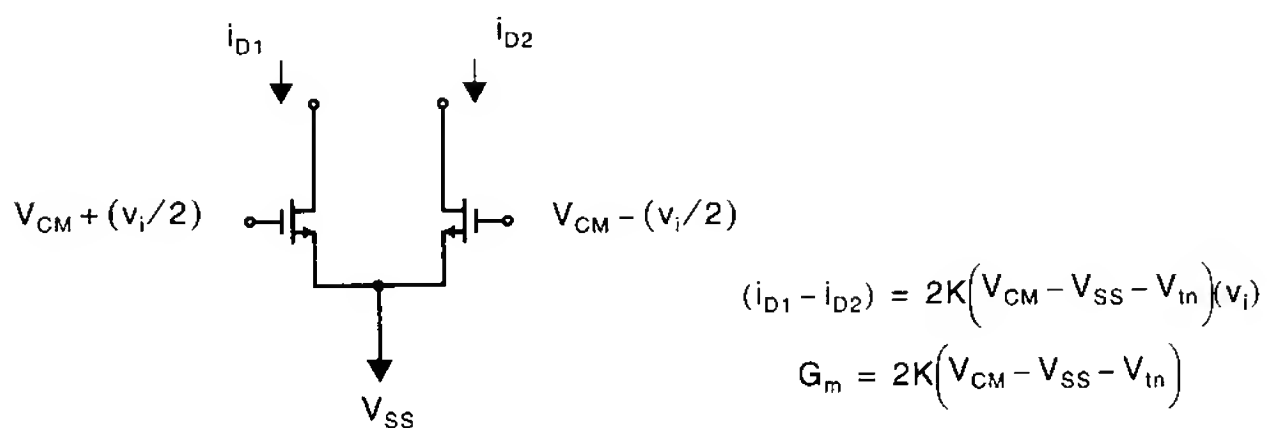 i_D1
i_D2
V_CM + (v_i/2)
V_CM − (v_i/2)
V_SS
(i_D1 − i_D2) = 2K(V_CM − V_SS − V_tn)(v_i)
G_m = 2K(V_CM − V_SS − V_tn)